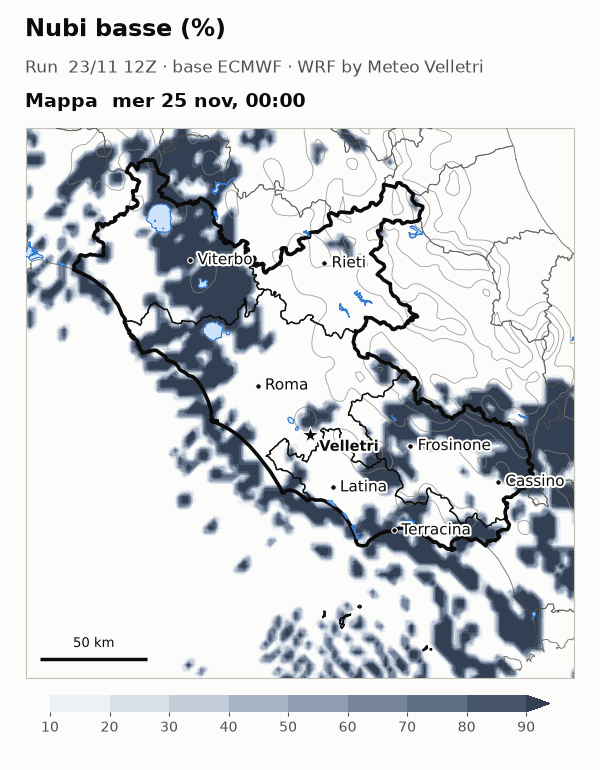 Nubi basse (%)
Run  23/11 12Z · base ECMWF · WRF by Meteo Velletri
Mappa  mer 25 nov, 00:00
Viterbo
Rieti
Roma
Velletri
Frosinone
Cassino
Latina
Terracina
50 km
10 20 30 40 50 60 70 80 90